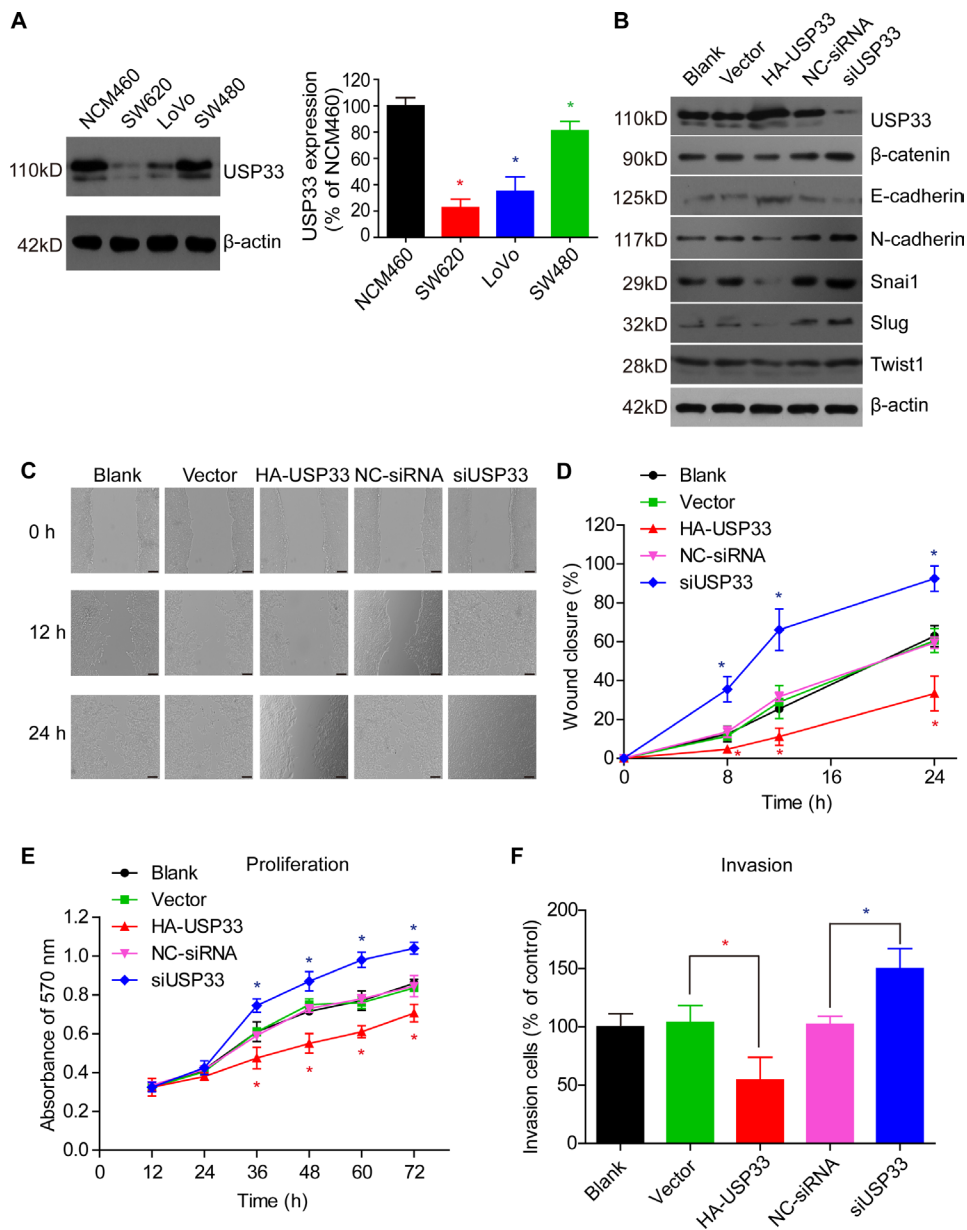 A
NCM460
SW620
LoVo
SW480
110kD
USP33
42kD
β-actin
USP33 expression
(% of NCM460)
120
100
80
60
40
20
0
*
*
*
NCM460
SW620
LoVo
SW480
B
Blank
Vector
HA-USP33
NC-siRNA
siUSP33
110kD
USP33
90kD
β-catenin
125kD
E-cadherin
117kD
N-cadherin
29kD
Snai1
32kD
Slug
28kD
Twist1
42kD
β-actin
C
Blank
Vector
HA-USP33
NC-siRNA
siUSP33
0 h
12 h
24 h
D
Blank
Vector
HA-USP33
NC-siRNA
siUSP33
Wound closure (%)
120
100
80
60
40
20
0
*
*
*
*
*
*
0
8
16
24
Time (h)
E
Proliferation
Blank
Vector
HA-USP33
NC-siRNA
siUSP33
Absorbance of 570 nm
1.2
1.0
0.8
0.6
0.4
0.2
0.0
*
*
*
*
*
*
*
*
0
12
24
36
48
60
72
Time (h)
F
Invasion
Invasion cells (% of control)
200
150
100
50
0
*
*
Blank
Vector
HA-USP33
NC-siRNA
siUSP33